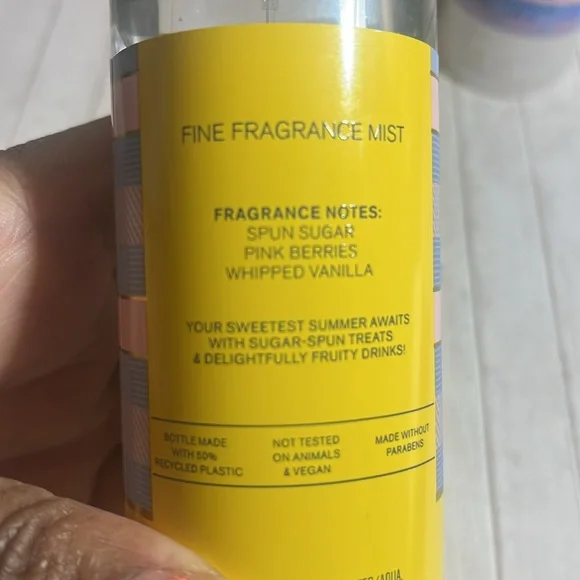 FINE FRAGRANCE MIST
FRAGRANCE NOTES:
SPUN SUGAR
PINK BERRIES
WHIPPED VANILLA
YOUR SWEETEST SUMMER AWAITS
WITH SUGAR-SPUN TREATS
& DELIGHTFULLY FRUITY DRINKS!
BOTTLE MADE
WITH 50%
RECYCLED PLASTIC
NOT TESTED
ON ANIMALS
& VEGAN
MADE WITHOUT
PARABENS